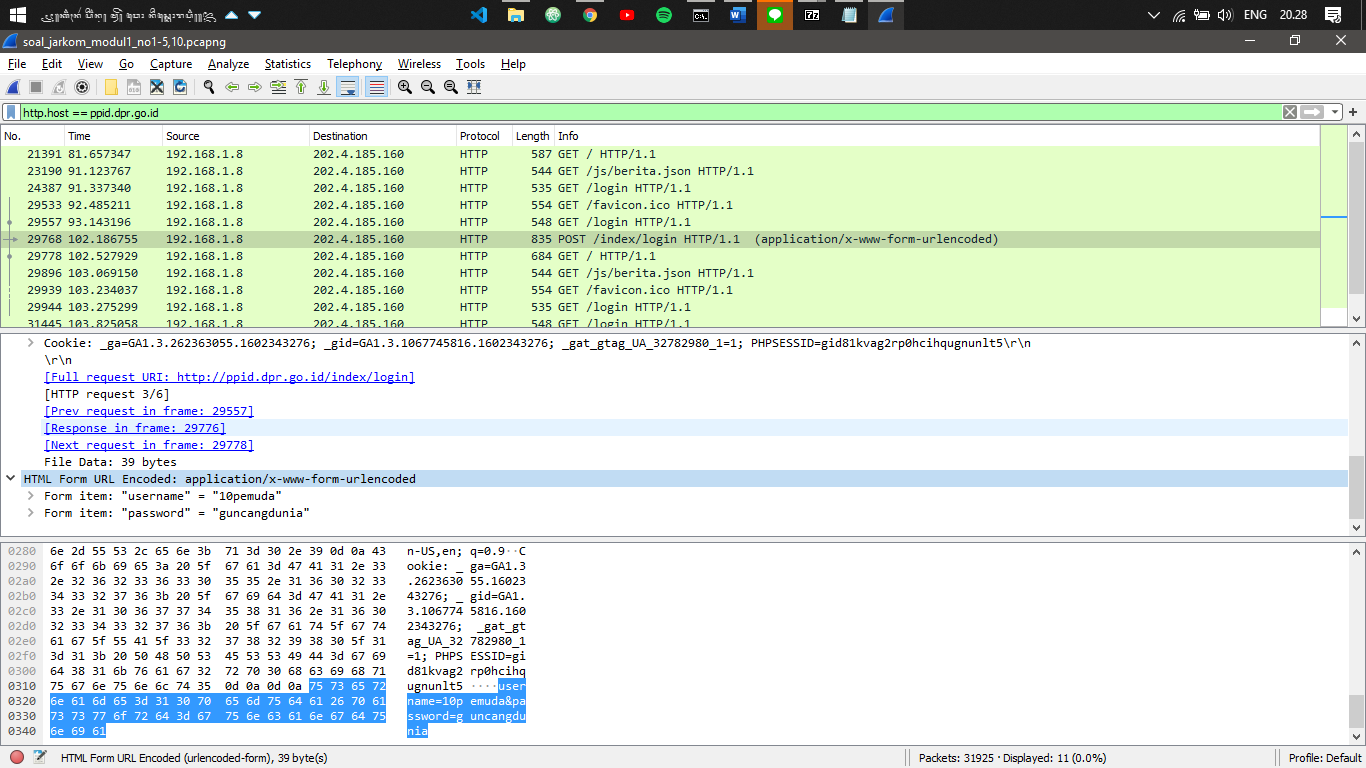 ENG 20.28
soal_jarkom_modul1_no1-5,10.pcapng
File Edit View Go Capture Analyze Statistics Telephony Wireless Tools Help
http.host == ppid.dpr.go.id
No. Time Source Destination Protocol Length Info
21391 81.657347 192.168.1.8 202.4.185.160 HTTP 587 GET / HTTP/1.1
23190 91.123767 192.168.1.8 202.4.185.160 HTTP 544 GET /js/berita.json HTTP/1.1
24387 91.337340 192.168.1.8 202.4.185.160 HTTP 535 GET /login HTTP/1.1
29533 92.485211 192.168.1.8 202.4.185.160 HTTP 554 GET /favicon.ico HTTP/1.1
29557 93.143196 192.168.1.8 202.4.185.160 HTTP 548 GET /login HTTP/1.1
29768 102.186755 192.168.1.8 202.4.185.160 HTTP 835 POST /index/login HTTP/1.1 (application/x-www-form-urlencoded)
29778 102.527929 192.168.1.8 202.4.185.160 HTTP 684 GET / HTTP/1.1
29896 103.069150 192.168.1.8 202.4.185.160 HTTP 544 GET /js/berita.json HTTP/1.1
29939 103.234037 192.168.1.8 202.4.185.160 HTTP 554 GET /favicon.ico HTTP/1.1
29944 103.275299 192.168.1.8 202.4.185.160 HTTP 535 GET /login HTTP/1.1
31445 103.825058 192.168.1.8 202.4.185.160 HTTP 548 GET /login HTTP/1.1
Cookie: _ga=GA1.3.262363055.1602343276; _gid=GA1.3.1067745816.1602343276; _gat_gtag_UA_32782980_1=1; PHPSESSID=gid81kvag2rp0hcihqugnunlt5\r\n
\r\n
[Full request URI: http://ppid.dpr.go.id/index/login]
[HTTP request 3/6]
[Prev request in frame: 29557]
[Response in frame: 29776]
[Next request in frame: 29778]
File Data: 39 bytes
HTML Form URL Encoded: application/x-www-form-urlencoded
Form item: "username" = "10pemuda"
Form item: "password" = "guncangdunia"
0280 6e 2d 55 53 2c 65 6e 3b 71 3d 30 2e 39 0d 0a 43 n-US,en; q=0.9··C
0290 6f 6f 6b 69 65 3a 20 5f 67 61 3d 47 41 31 2e 33 ookie: _ ga=GA1.3
02a0 2e 32 36 32 33 36 33 30 35 35 2e 31 36 30 32 33 .2623630 55.16023
02b0 34 33 32 37 36 3b 20 5f 67 69 64 3d 47 41 31 2e 43276; _ gid=GA1.
02c0 33 2e 31 30 36 37 37 34 35 38 31 36 2e 31 36 30 3.106774 5816.160
02d0 32 33 34 33 32 37 36 3b 20 5f 67 61 74 5f 67 74 2343276; _gat_gt
02e0 61 67 5f 55 41 5f 33 32 37 38 32 39 38 30 5f 31 ag_UA_32 782980_1
02f0 3d 31 3b 20 50 48 50 53 45 53 53 49 44 3d 67 69 =1; PHPS ESSID=gi
0300 64 38 31 6b 76 61 67 32 72 70 30 68 63 69 68 71 d81kvag2 rp0hcihq
0310 75 67 6e 75 6e 6c 74 35 0d 0a 0d 0a 75 73 65 72 ugnunlt5 ····user
0320 6e 61 6d 65 3d 31 30 70 65 6d 75 64 61 26 70 61 name=10p emuda&pa
0330 73 73 77 6f 72 64 3d 67 75 6e 63 61 6e 67 64 75 ssword=g uncangdu
0340 6e 69 61 nia
HTML Form URL Encoded (urlencoded-form), 39 byte(s) Packets: 31925 · Displayed: 11 (0.0%) Profile: Default